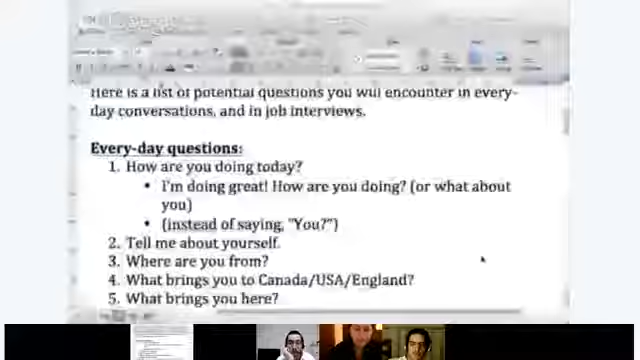 Here is a list of potential questions you will encounter in every-
day conversations, and in job interviews.
Every-day questions:
1. How are you doing today?
• I'm doing great! How are you doing? (or what about
you)
• (instead of saying, "You?")
2. Tell me about yourself.
3. Where are you from?
4. What brings you to Canada/USA/England?
5. What brings you here?